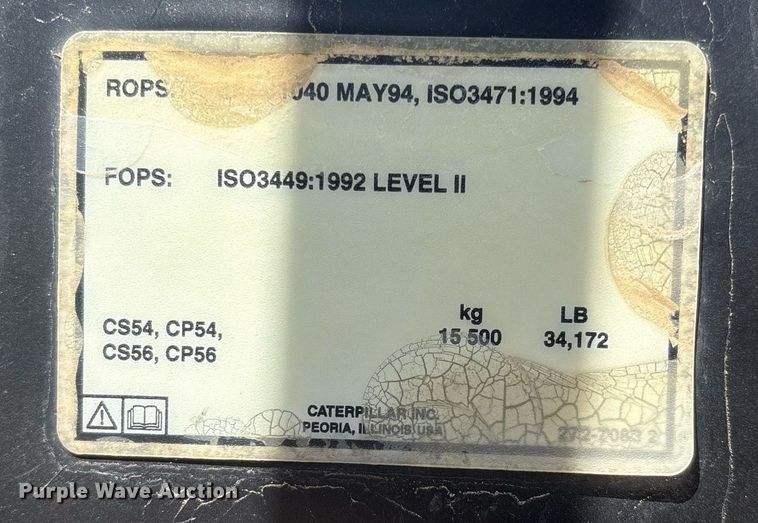 ROPS: 1040 MAY94, ISO3471:1994
FOPS: ISO3449:1992 LEVEL II
kg LB
CS54, CP54, 15 500 34,172
CS56, CP56
CATERPILLAR INC.
PEORIA, ILLINOIS, USA
Purple Wave Auction